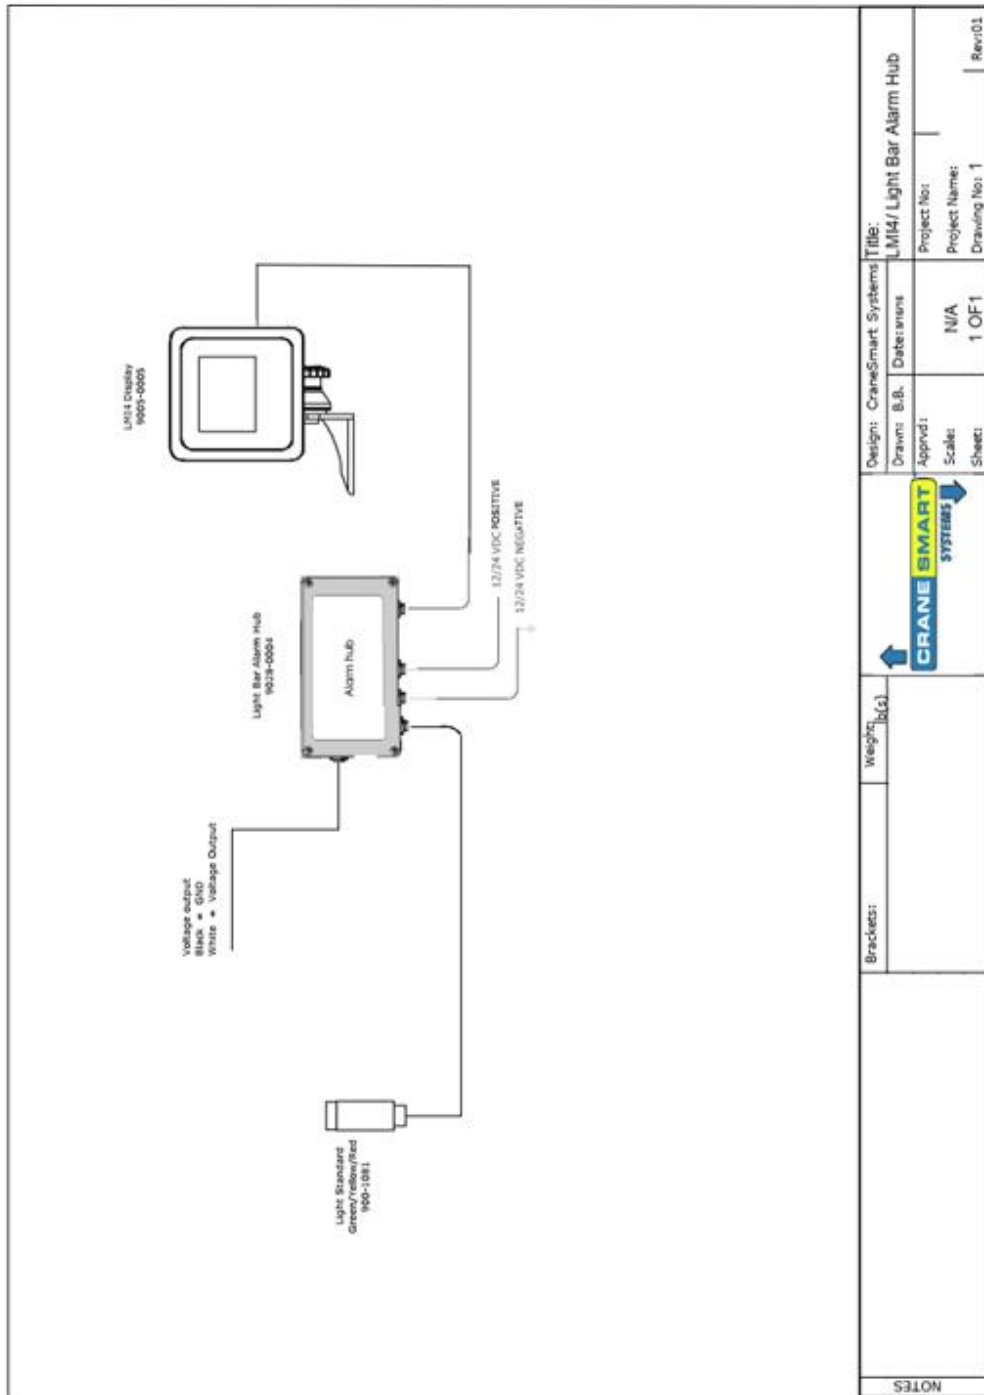 LMI4 Display
9005-0005
Light Bar Alarm Hub
9028-0004
Alarm hub
12/24 VDC POSITIVE
12/24 VDC NEGATIVE
Voltage output
Black = GND
White = Voltage Output
Light Standard
Green/Yellow/Red
900-1081
NOTES
Brackets:
Weight:
lb(s)
CRANE SMART
SYSTEMS
Design: CraneSmart Systems
Drawn: B.B.
Date:
Apprvd:
Scale: N/A
Sheet: 1 OF1
Title:
LMI4/ Light Bar Alarm Hub
Project No:
Project Name:
Drawing No: 1
Rev:01